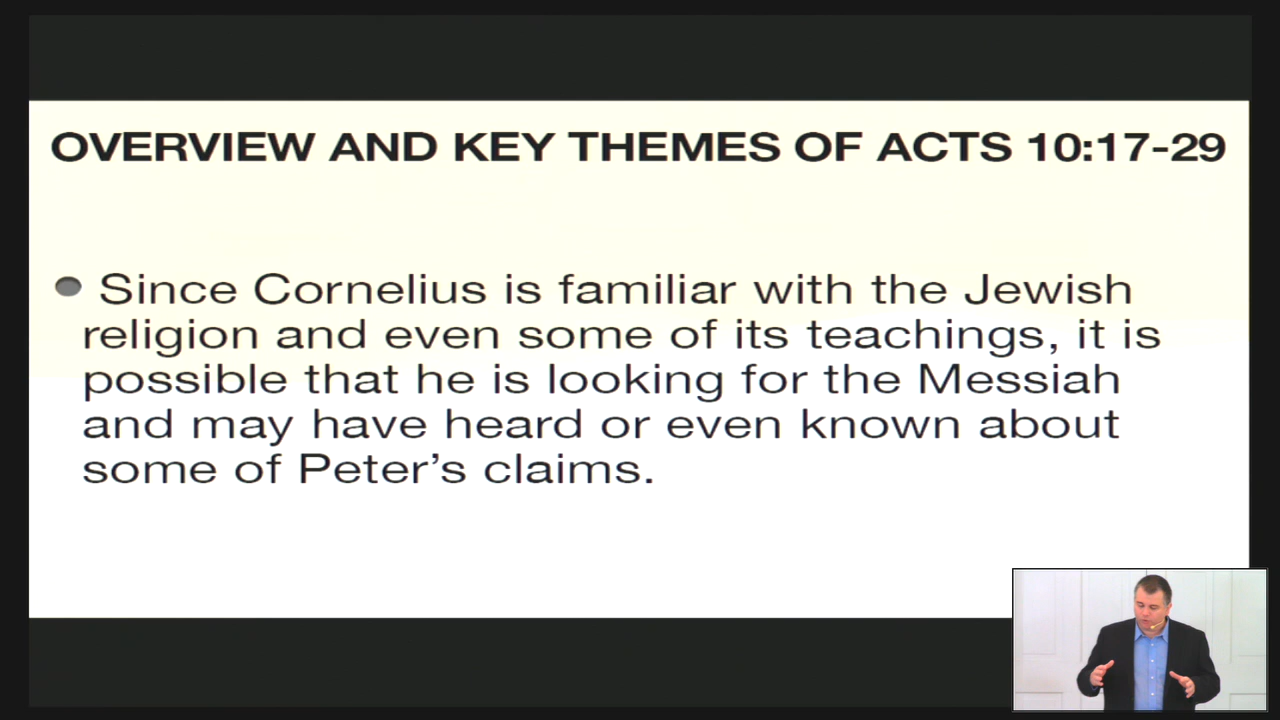 OVERVIEW AND KEY THEMES OF ACTS 10:17-29
Since Cornelius is familiar with the Jewish
religion and even some of its teachings, it is
possible that he is looking for the Messiah
and may have heard or even known about
some of Peter’s claims.